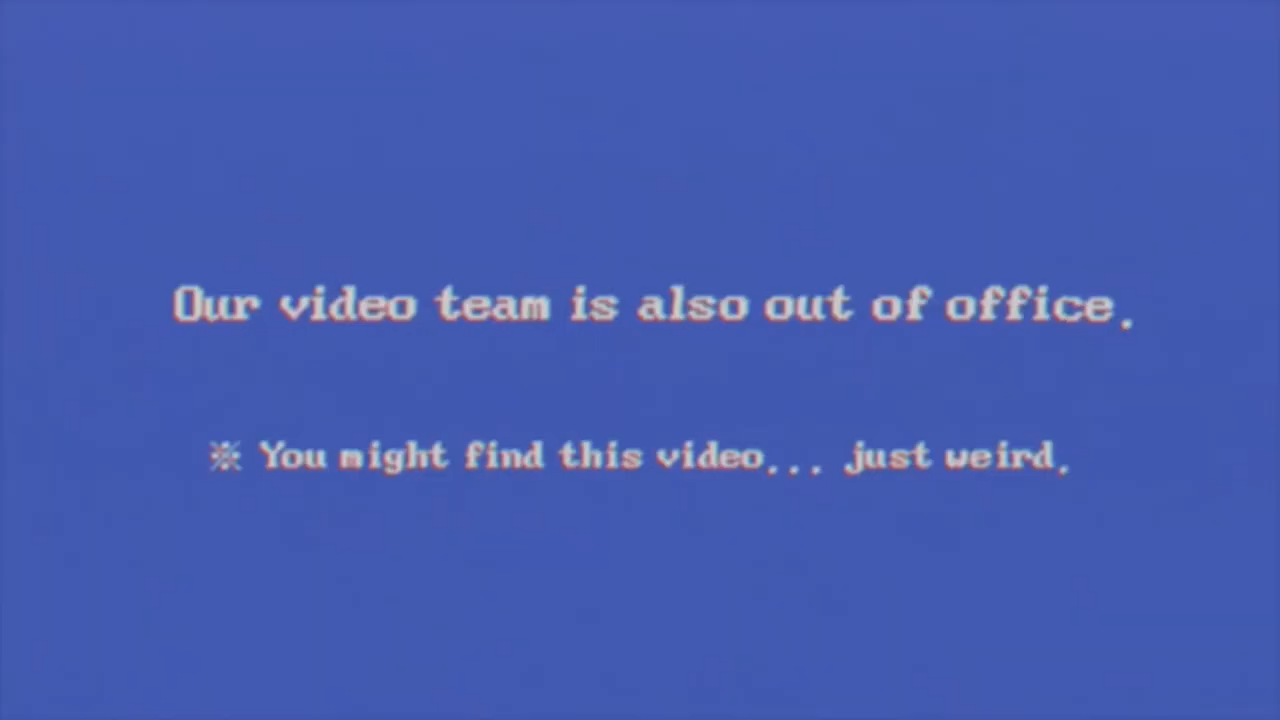 Our video team is also out of office.
※ You might find this video... just weird.